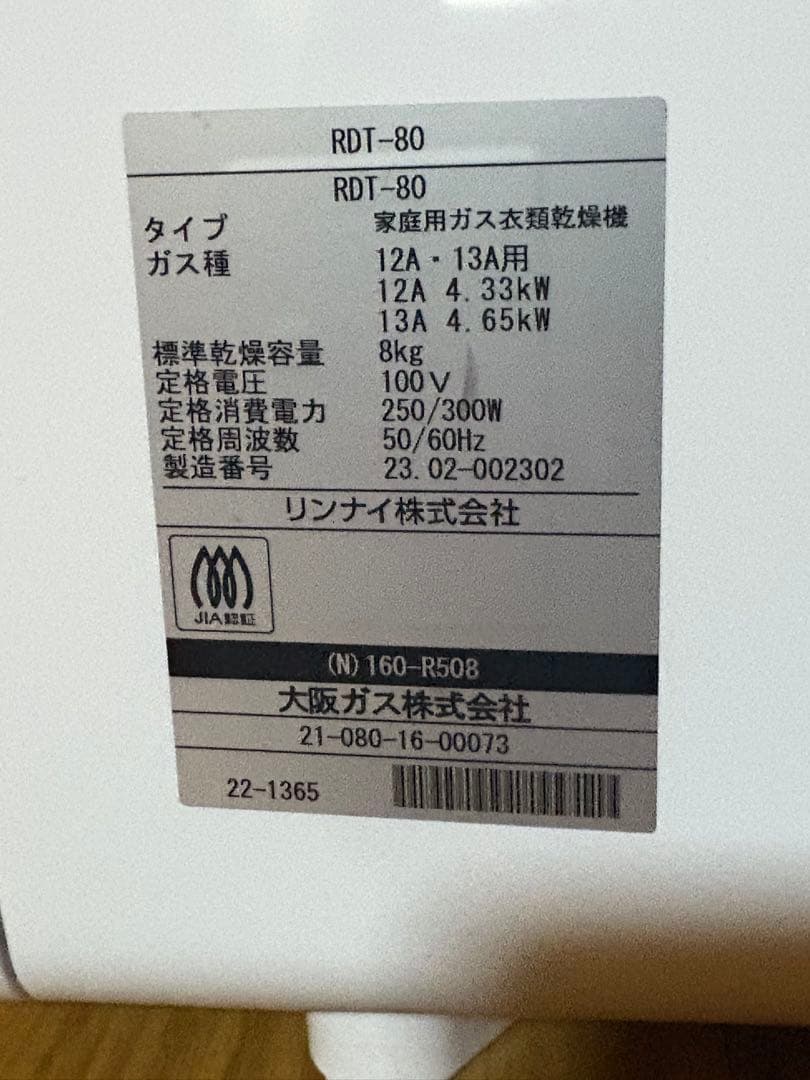 RDT-80
RDT-80
タイプ 家庭用ガス衣類乾燥機
ガス種 12A・13A用
12A 4.33kW
13A 4.65kW
標準乾燥容量 8kg
定格電圧 100V
定格消費電力 250/300W
定格周波数 50/60Hz
製造番号 23.02-002302
リンナイ株式会社
JIA認証
(N)160-R508
大阪ガス株式会社
21-080-16-00073
22-1365